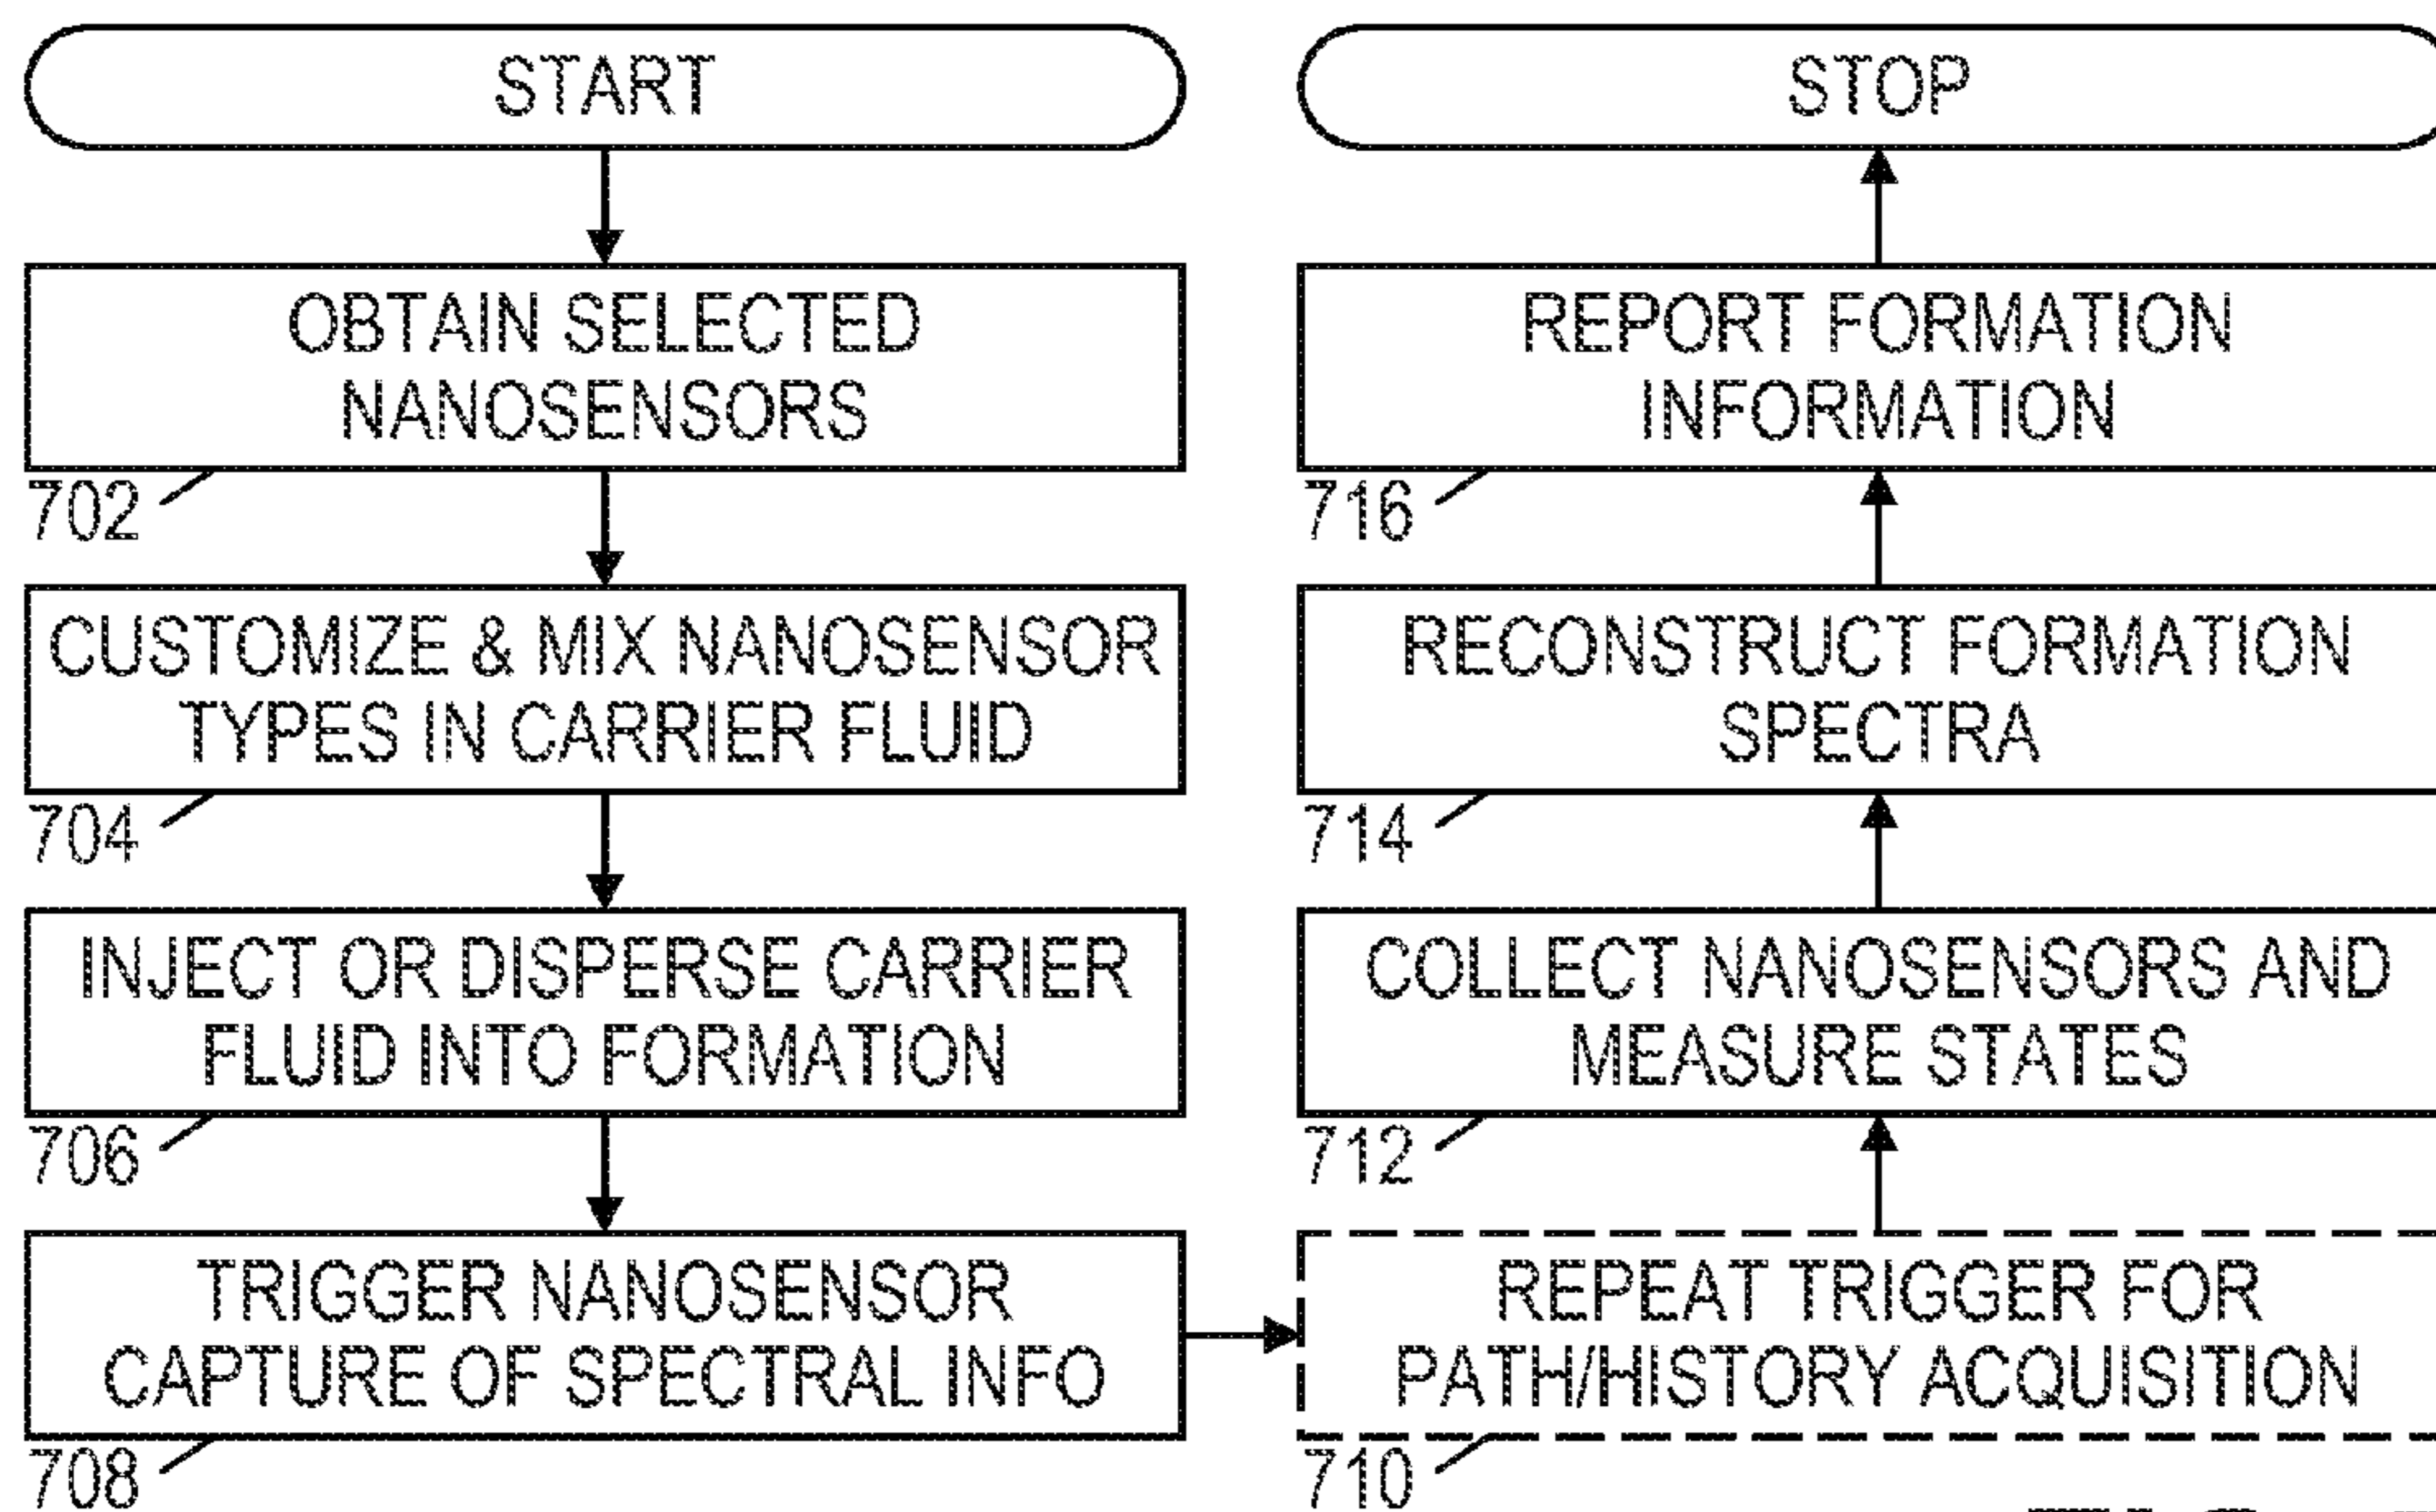 START
OBTAIN SELECTED
NANOSENSORS
702
CUSTOMIZE & MIX NANOSENSOR
TYPES IN CARRIER FLUID
704
INJECT OR DISPERSE CARRIER
FLUID INTO FORMATION
706
TRIGGER NANOSENSOR
CAPTURE OF SPECTRAL INFO
708
REPEAT TRIGGER FOR
PATH/HISTORY ACQUISITION
710
COLLECT NANOSENSORS AND
MEASURE STATES
712
RECONSTRUCT FORMATION
SPECTRA
714
REPORT FORMATION
INFORMATION
716
STOP